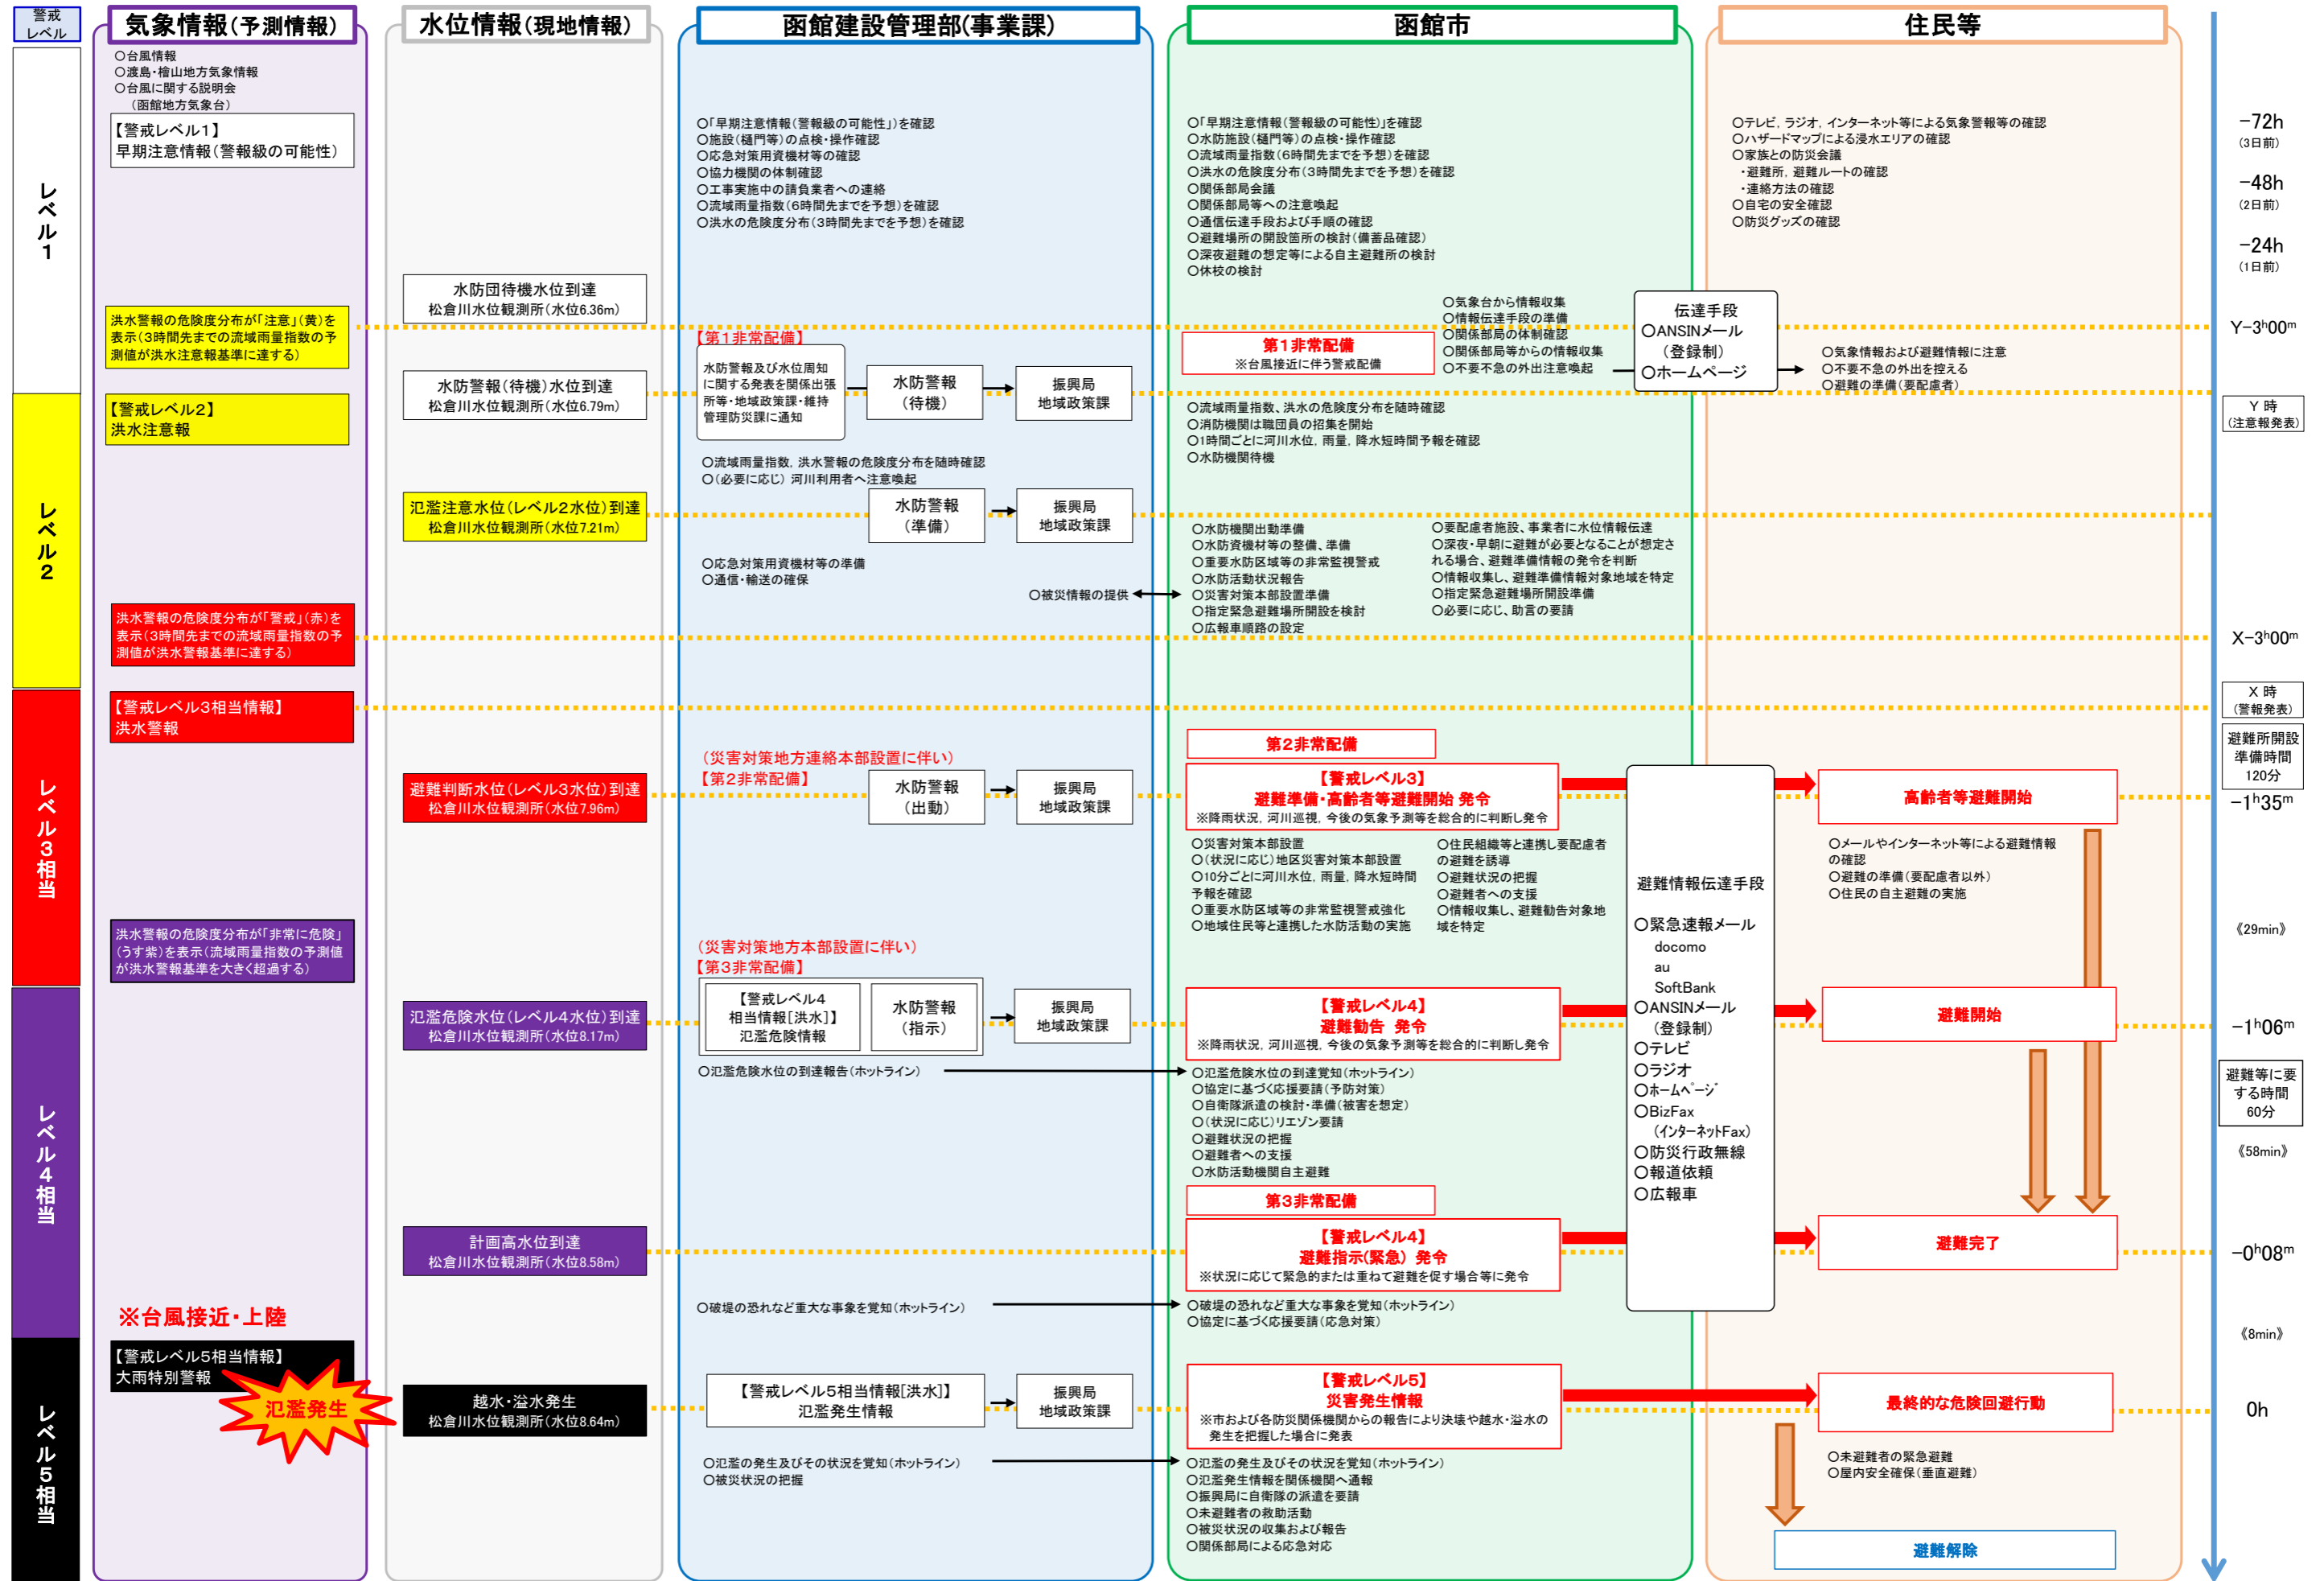 警戒
レベル
気象情報(予測情報)
水位情報(現地情報)
函館建設管理部(事業課)
函館市
住民等
レベル1
レベル2
レベル3相当
レベル4相当
レベル5相当
○台風情報
○渡島・檜山地方気象情報
○台風に関する説明会
(函館地方気象台)
【警戒レベル1】
早期注意情報(警報級の可能性)
洪水警報の危険度分布が「注意」(黄)を
表示(3時間先までの流域雨量指数の予
測値が洪水注意報基準に達する)
【警戒レベル2】
洪水注意報
洪水警報の危険度分布が「警戒」(赤)を
表示(3時間先までの流域雨量指数の予
測値が洪水警報基準に達する)
【警戒レベル3相当情報】
洪水警報
洪水警報の危険度分布が「非常に危険」
(うす紫)を表示(流域雨量指数の予測値
が洪水警報基準を大きく超過する)
※台風接近・上陸
【警戒レベル5相当情報】
大雨特別警報
氾濫発生
水防団待機水位到達
松倉川水位観測所(水位6.36m)
水防警報(待機)水位到達
松倉川水位観測所(水位6.79m)
氾濫注意水位(レベル2水位)到達
松倉川水位観測所(水位7.21m)
避難判断水位(レベル3水位)到達
松倉川水位観測所(水位7.96m)
氾濫危険水位(レベル4水位)到達
松倉川水位観測所(水位8.17m)
計画高水位到達
松倉川水位観測所(水位8.58m)
越水・溢水発生
松倉川水位観測所(水位8.64m)
○「早期注意情報(警報級の可能性」)を確認
○施設(樋門等)の点検・操作確認
○応急対策用資機材等の確認
○協力機関の体制確認
○工事実施中の請負業者への連絡
○流域雨量指数(6時間先までを予想)を確認
○洪水の危険度分布(3時間先までを予想)を確認
【第1非常配備】
水防警報及び水位周知
に関する発表を関係出張
所等・地域政策課・維持
管理防災課に通知
水防警報
(待機)
振興局
地域政策課
○流域雨量指数，洪水警報の危険度分布を随時確認
○(必要に応じ) 河川利用者へ注意喚起
水防警報
(準備)
振興局
地域政策課
○応急対策用資機材等の準備
○通信・輸送の確保
○被災情報の提供
(災害対策地方連絡本部設置に伴い)
【第2非常配備】
水防警報
(出動)
振興局
地域政策課
(災害対策地方本部設置に伴い)
【第3非常配備】
【警戒レベル4
相当情報[洪水]】
氾濫危険情報
水防警報
(指示)
振興局
地域政策課
○氾濫危険水位の到達報告(ホットライン)
○破堤の恐れなど重大な事象を覚知(ホットライン)
【警戒レベル5相当情報[洪水]】
氾濫発生情報
振興局
地域政策課
○氾濫の発生及びその状況を覚知(ホットライン)
○被災状況の把握
○「早期注意情報(警報級の可能性」)を確認
○水防施設(樋門等)の点検・操作確認
○流域雨量指数(6時間先までを予想)を確認
○洪水の危険度分布(3時間先までを予想)を確認
○関係部局会議
○関係部局等への注意喚起
○通信伝達手段および手順の確認
○避難場所の開設箇所の検討(備蓄品確認)
○深夜避難の想定等による自主避難所の検討
○休校の検討
第1非常配備
※台風接近に伴う警戒配備
○気象台から情報収集
○情報伝達手段の準備
○関係部局の体制確認
○関係部局等からの情報収集
○不要不急の外出注意喚起
○流域雨量指数、洪水の危険度分布を随時確認
○消防機関は職団員の招集を開始
○1時間ごとに河川水位，雨量，降水短時間予報を確認
○水防機関待機
○水防機関出動準備
○水防資機材等の整備、準備
○重要水防区域等の非常監視警戒
○水防活動状況報告
○災害対策本部設置準備
○指定緊急避難場所開設を検討
○広報車順路の設定
○要配慮者施設、事業者に水位情報伝達
○深夜・早朝に避難が必要となることが想定さ
れる場合、避難準備情報の発令を判断
○情報収集し、避難準備情報対象地域を特定
○指定緊急避難場所開設準備
○必要に応じ、助言の要請
第2非常配備
【警戒レベル3】
避難準備・高齢者等避難開始 発令
※降雨状況，河川巡視，今後の気象予測等を総合的に判断し発令
○災害対策本部設置
○(状況に応じ)地区災害対策本部設置
○10分ごとに河川水位，雨量，降水短時間
予報を確認
○重要水防区域等の非常監視警戒強化
○地域住民等と連携した水防活動の実施
○住民組織等と連携し要配慮者
の避難を誘導
○避難状況の把握
○避難者への支援
○情報収集し、避難勧告対象地
域を特定
【警戒レベル4】
避難勧告 発令
※降雨状況，河川巡視，今後の気象予測等を総合的に判断し発令
○氾濫危険水位の到達覚知(ホットライン)
○協定に基づく応援要請(予防対策)
○自衛隊派遣の検討・準備(被害を想定)
○(状況に応じ)リエゾン要請
○避難状況の把握
○避難者への支援
○水防活動機関自主避難
第3非常配備
【警戒レベル4】
避難指示(緊急) 発令
※状況に応じて緊急的または重ねて避難を促す場合等に発令
○破堤の恐れなど重大な事象を覚知(ホットライン)
○協定に基づく応援要請(応急対策)
【警戒レベル5】
災害発生情報
※市および各防災関係機関からの報告により決壊や越水・溢水の
発生を把握した場合に発表
○氾濫の発生及びその状況を覚知(ホットライン)
○氾濫発生情報を関係機関へ通報
○振興局に自衛隊の派遣を要請
○未避難者の救助活動
○被災状況の収集および報告
○関係部局による応急対応
伝達手段
○ANSINメール
(登録制)
○ホームページ
避難情報伝達手段
○緊急速報メール
docomo
au
SoftBank
○ANSINメール
(登録制)
○テレビ
○ラジオ
○ホームページ
○BizFax
(インターネットFax)
○防災行政無線
○報道依頼
○広報車
○テレビ，ラジオ，インターネット等による気象警報等の確認
○ハザードマップによる浸水エリアの確認
○家族との防災会議
・避難所，避難ルートの確認
・連絡方法の確認
○自宅の安全確認
○防災グッズの確認
○気象情報および避難情報に注意
○不要不急の外出を控える
○避難の準備(要配慮者)
高齢者等避難開始
○メールやインターネット等による避難情報
の確認
○避難の準備(要配慮者以外)
○住民の自主避難の実施
避難開始
避難完了
最終的な危険回避行動
○未避難者の緊急避難
○屋内安全確保(垂直避難)
避難解除
-72h
(3日前)
-48h
(2日前)
-24h
(1日前)
Y-3h00m
Y 時
(注意報発表)
X-3h00m
X 時
(警報発表)
避難所開設
準備時間
120分
-1h35m
《29min》
-1h06m
避難等に要
する時間
60分
《58min》
-0h08m
《8min》
0h